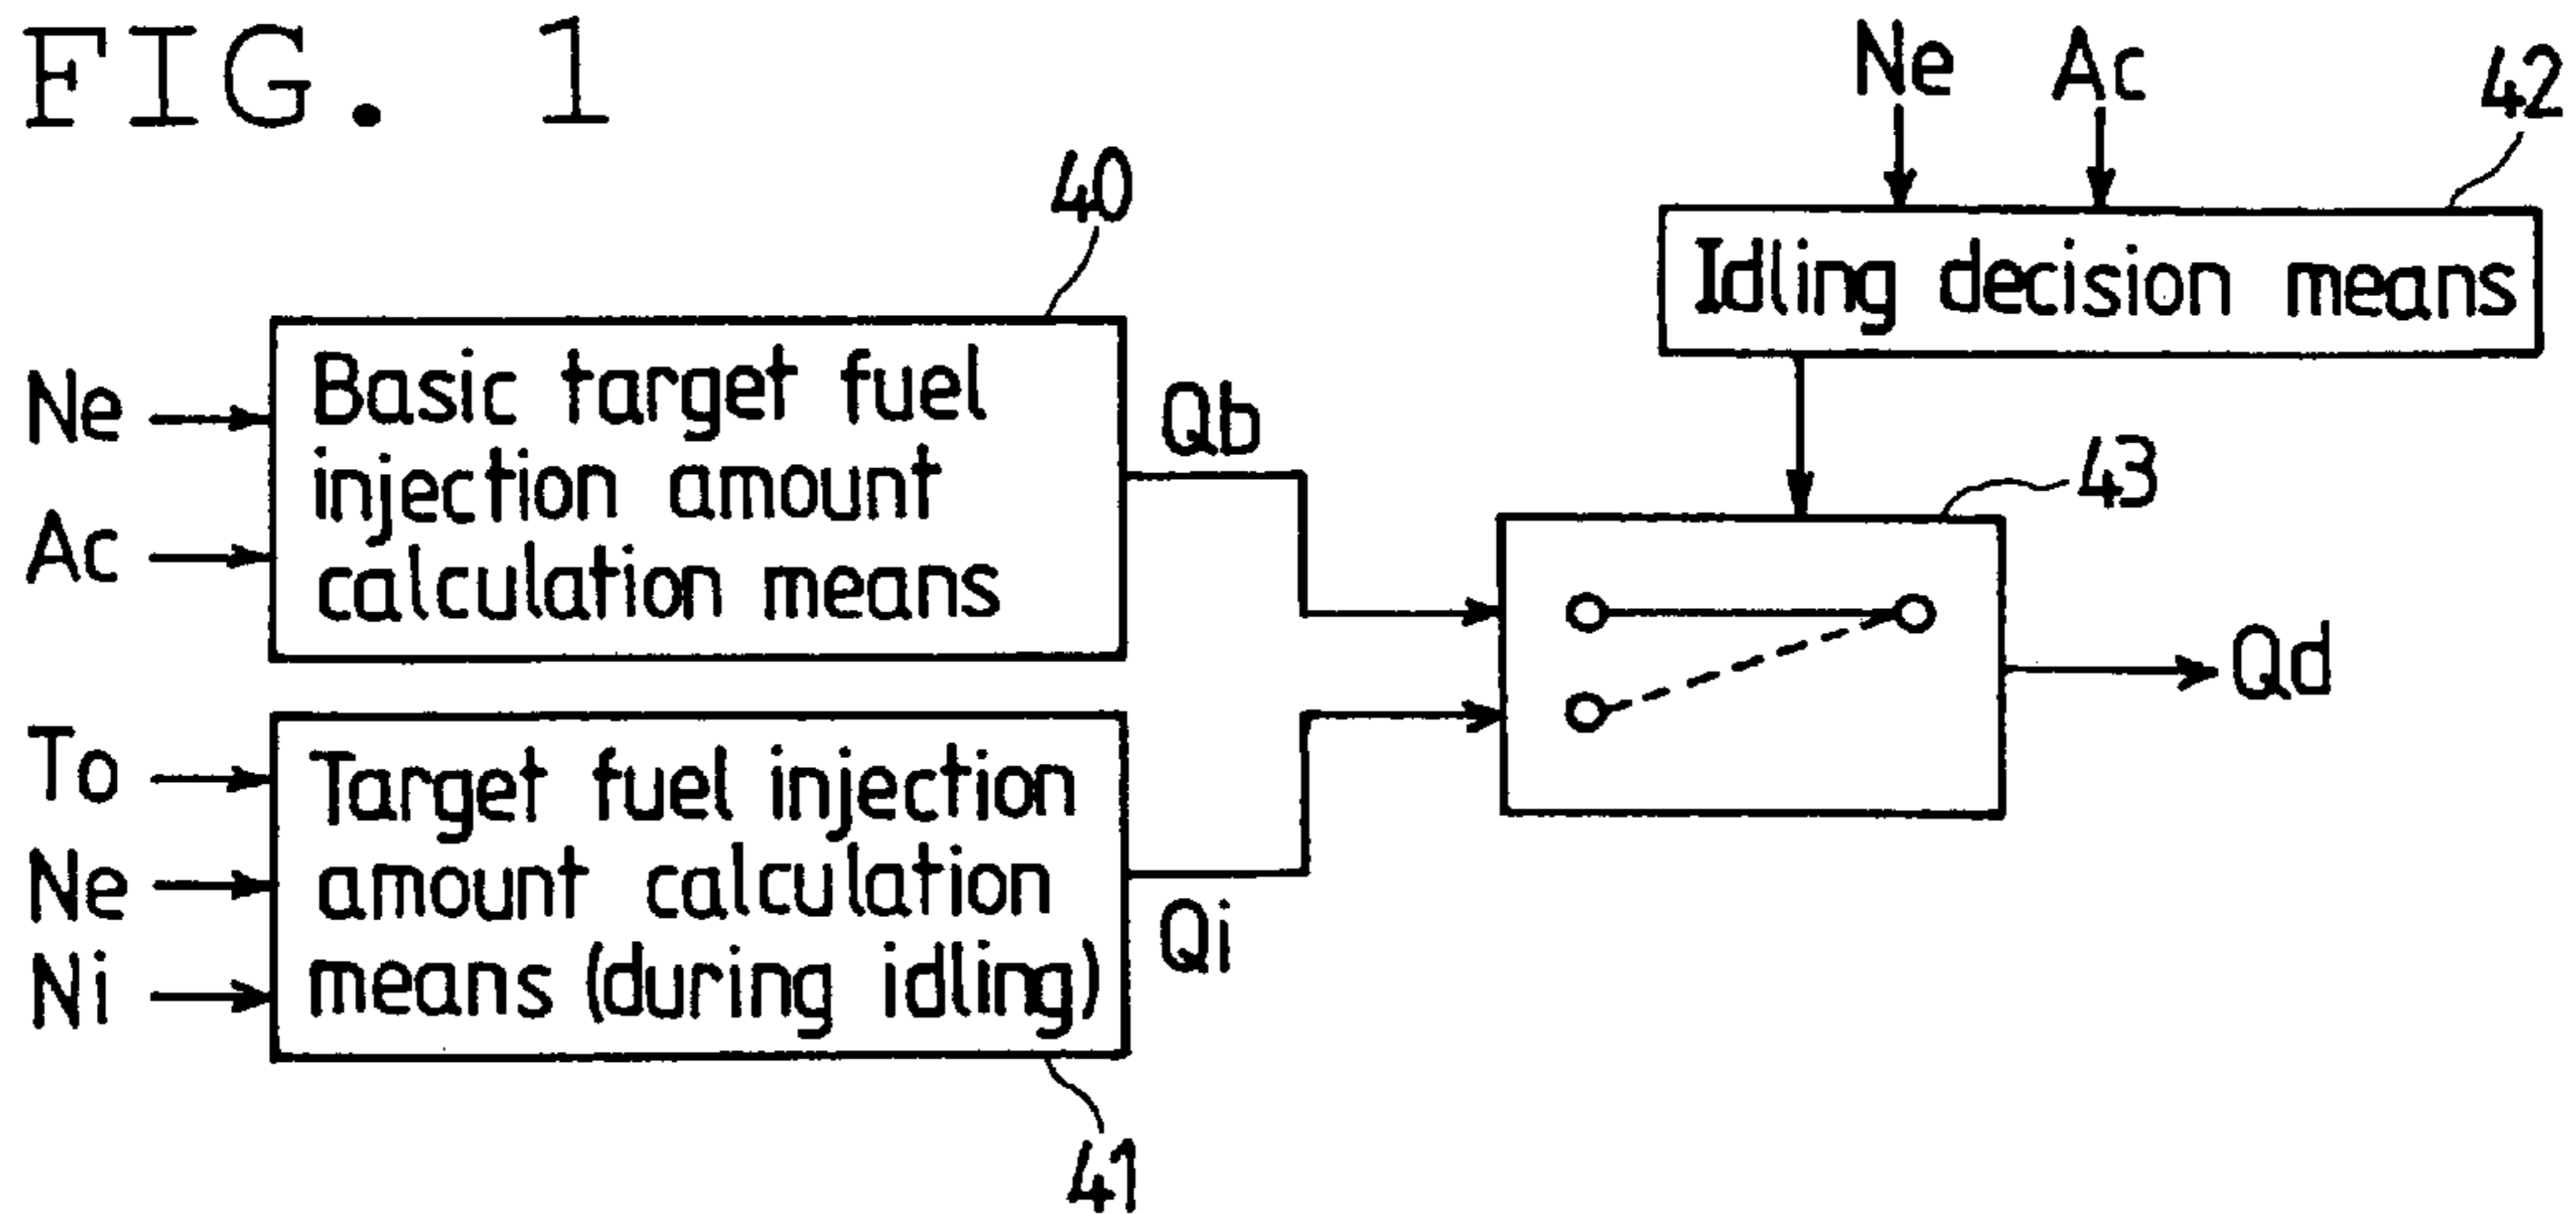 FIG. 1
Ne Ac
42
Idling decision means
40
Ne
Ac
Basic target fuel
injection amount
calculation means
Qb
43
Qd
To
Ne
Ni
Target fuel injection
amount calculation
means (during idling)
Qi
41